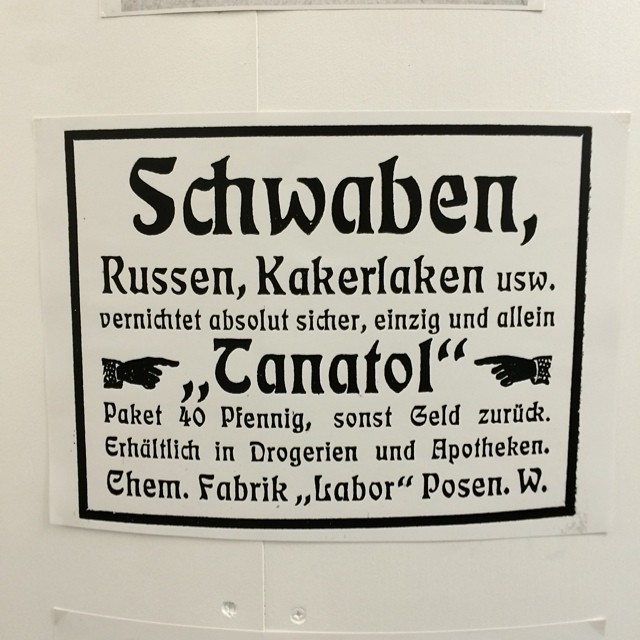 Schwaben,
Russen, Kakerlaken usw.
vernichtet absolut sicher, einzig und allein
„Tanatol“
Paket 40 Pfennig, sonst Geld zurück.
Erhältlich in Drogerien und Apotheken.
Chem. Fabrik „Labor“ Posen. W.